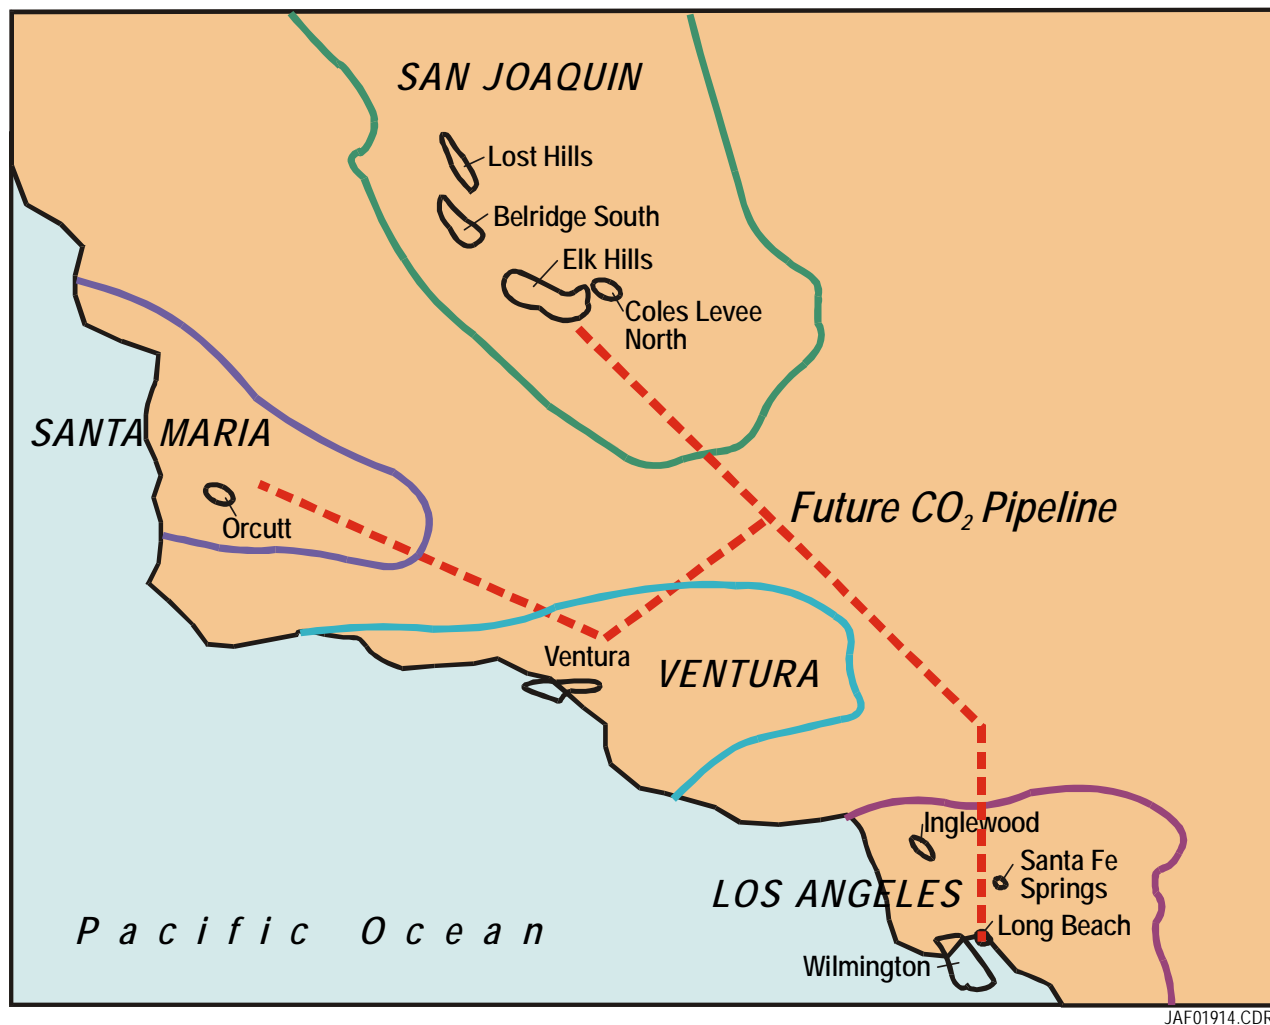 SAN JOAQUIN
Lost Hills
Belridge South
Elk Hills
Coles Levee
North
SANTA MARIA
Orcutt
Future CO₂ Pipeline
Ventura
VENTURA
Inglewood
Santa Fe
Springs
LOS ANGELES
Long Beach
Pacific Ocean
Wilmington
JAF01914.CDR